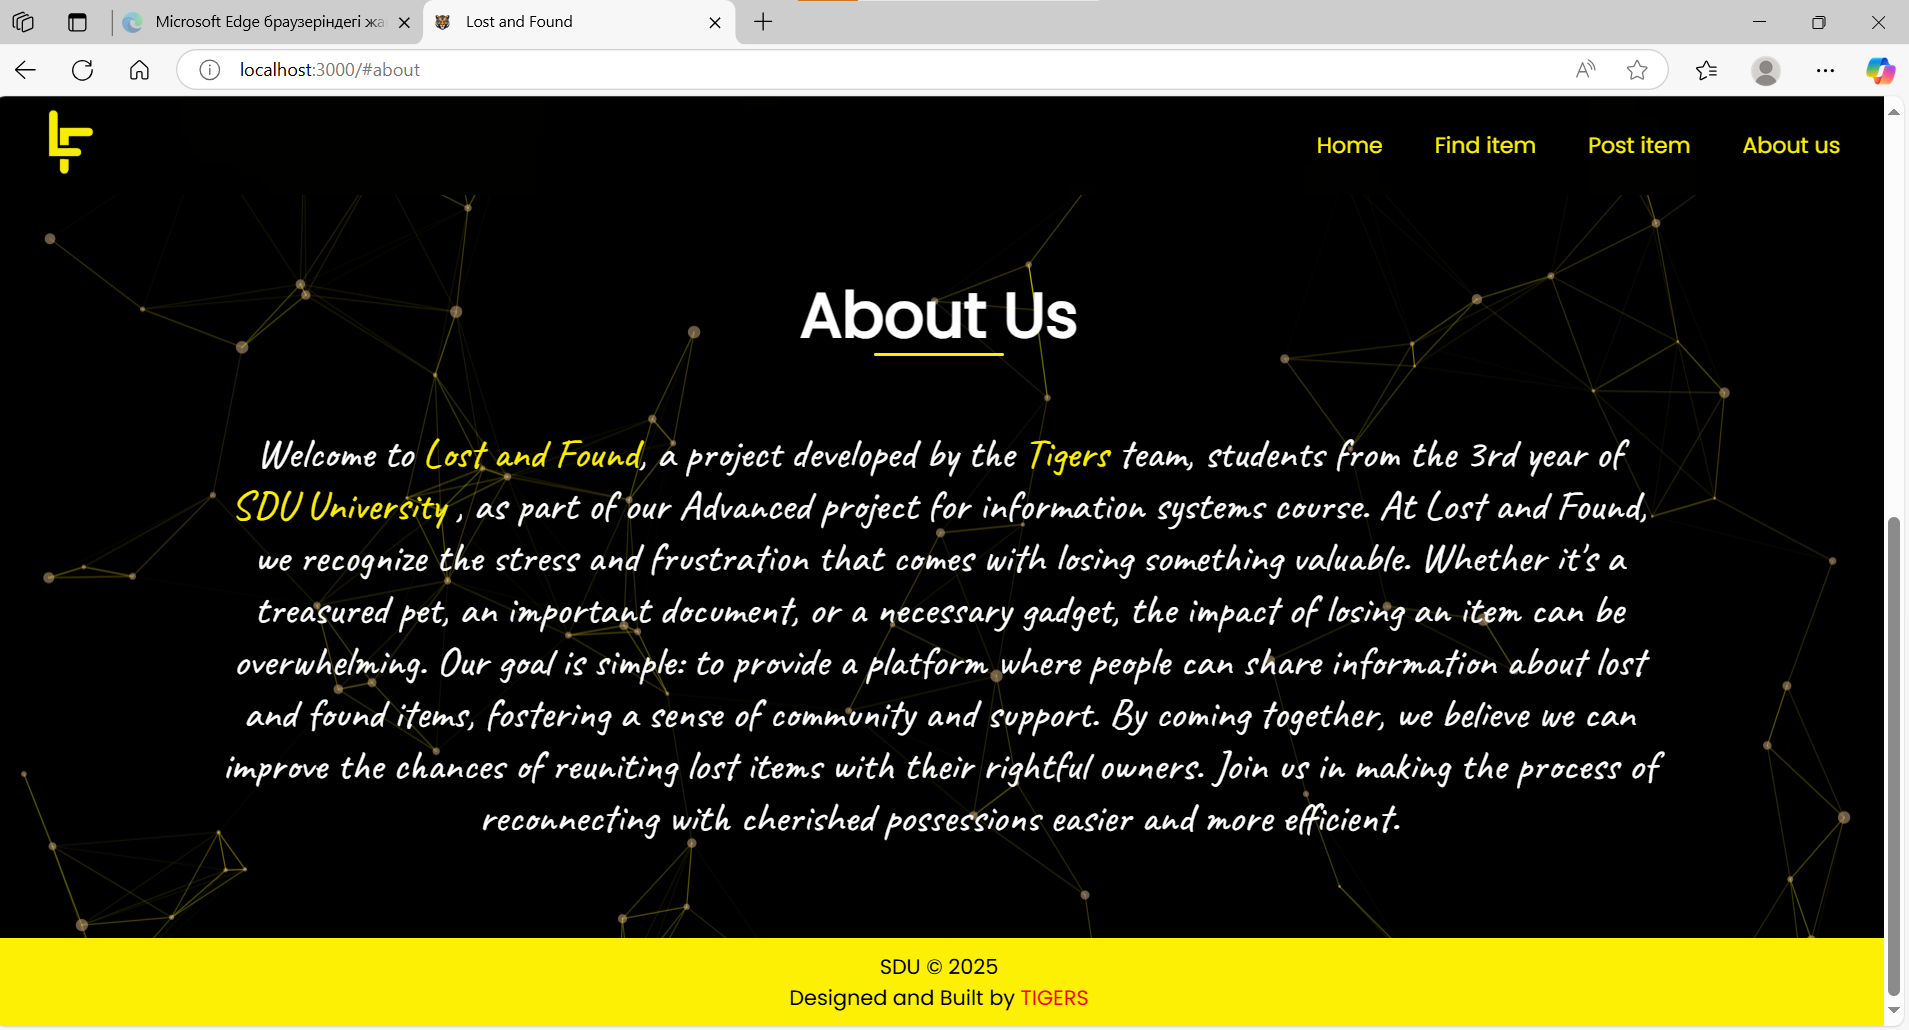 Microsoft Edge браузеріндегі жа
Lost and Found
localhost:3000/#about
LF
Home Find item Post item About us
About Us
Welcome to Lost and Found, a project developed by the Tigers team, students from the 3rd year of
SDU University , as part of our Advanced project for information systems course. At Lost and Found,
we recognize the stress and frustration that comes with losing something valuable. Whether it's a
treasured pet, an important document, or a necessary gadget, the impact of losing an item can be
overwhelming. Our goal is simple: to provide a platform where people can share information about lost
and found items, fostering a sense of community and support. By coming together, we believe we can
improve the chances of reuniting lost items with their rightful owners. Join us in making the process of
reconnecting with cherished possessions easier and more efficient.
SDU © 2025
Designed and Built by TIGERS